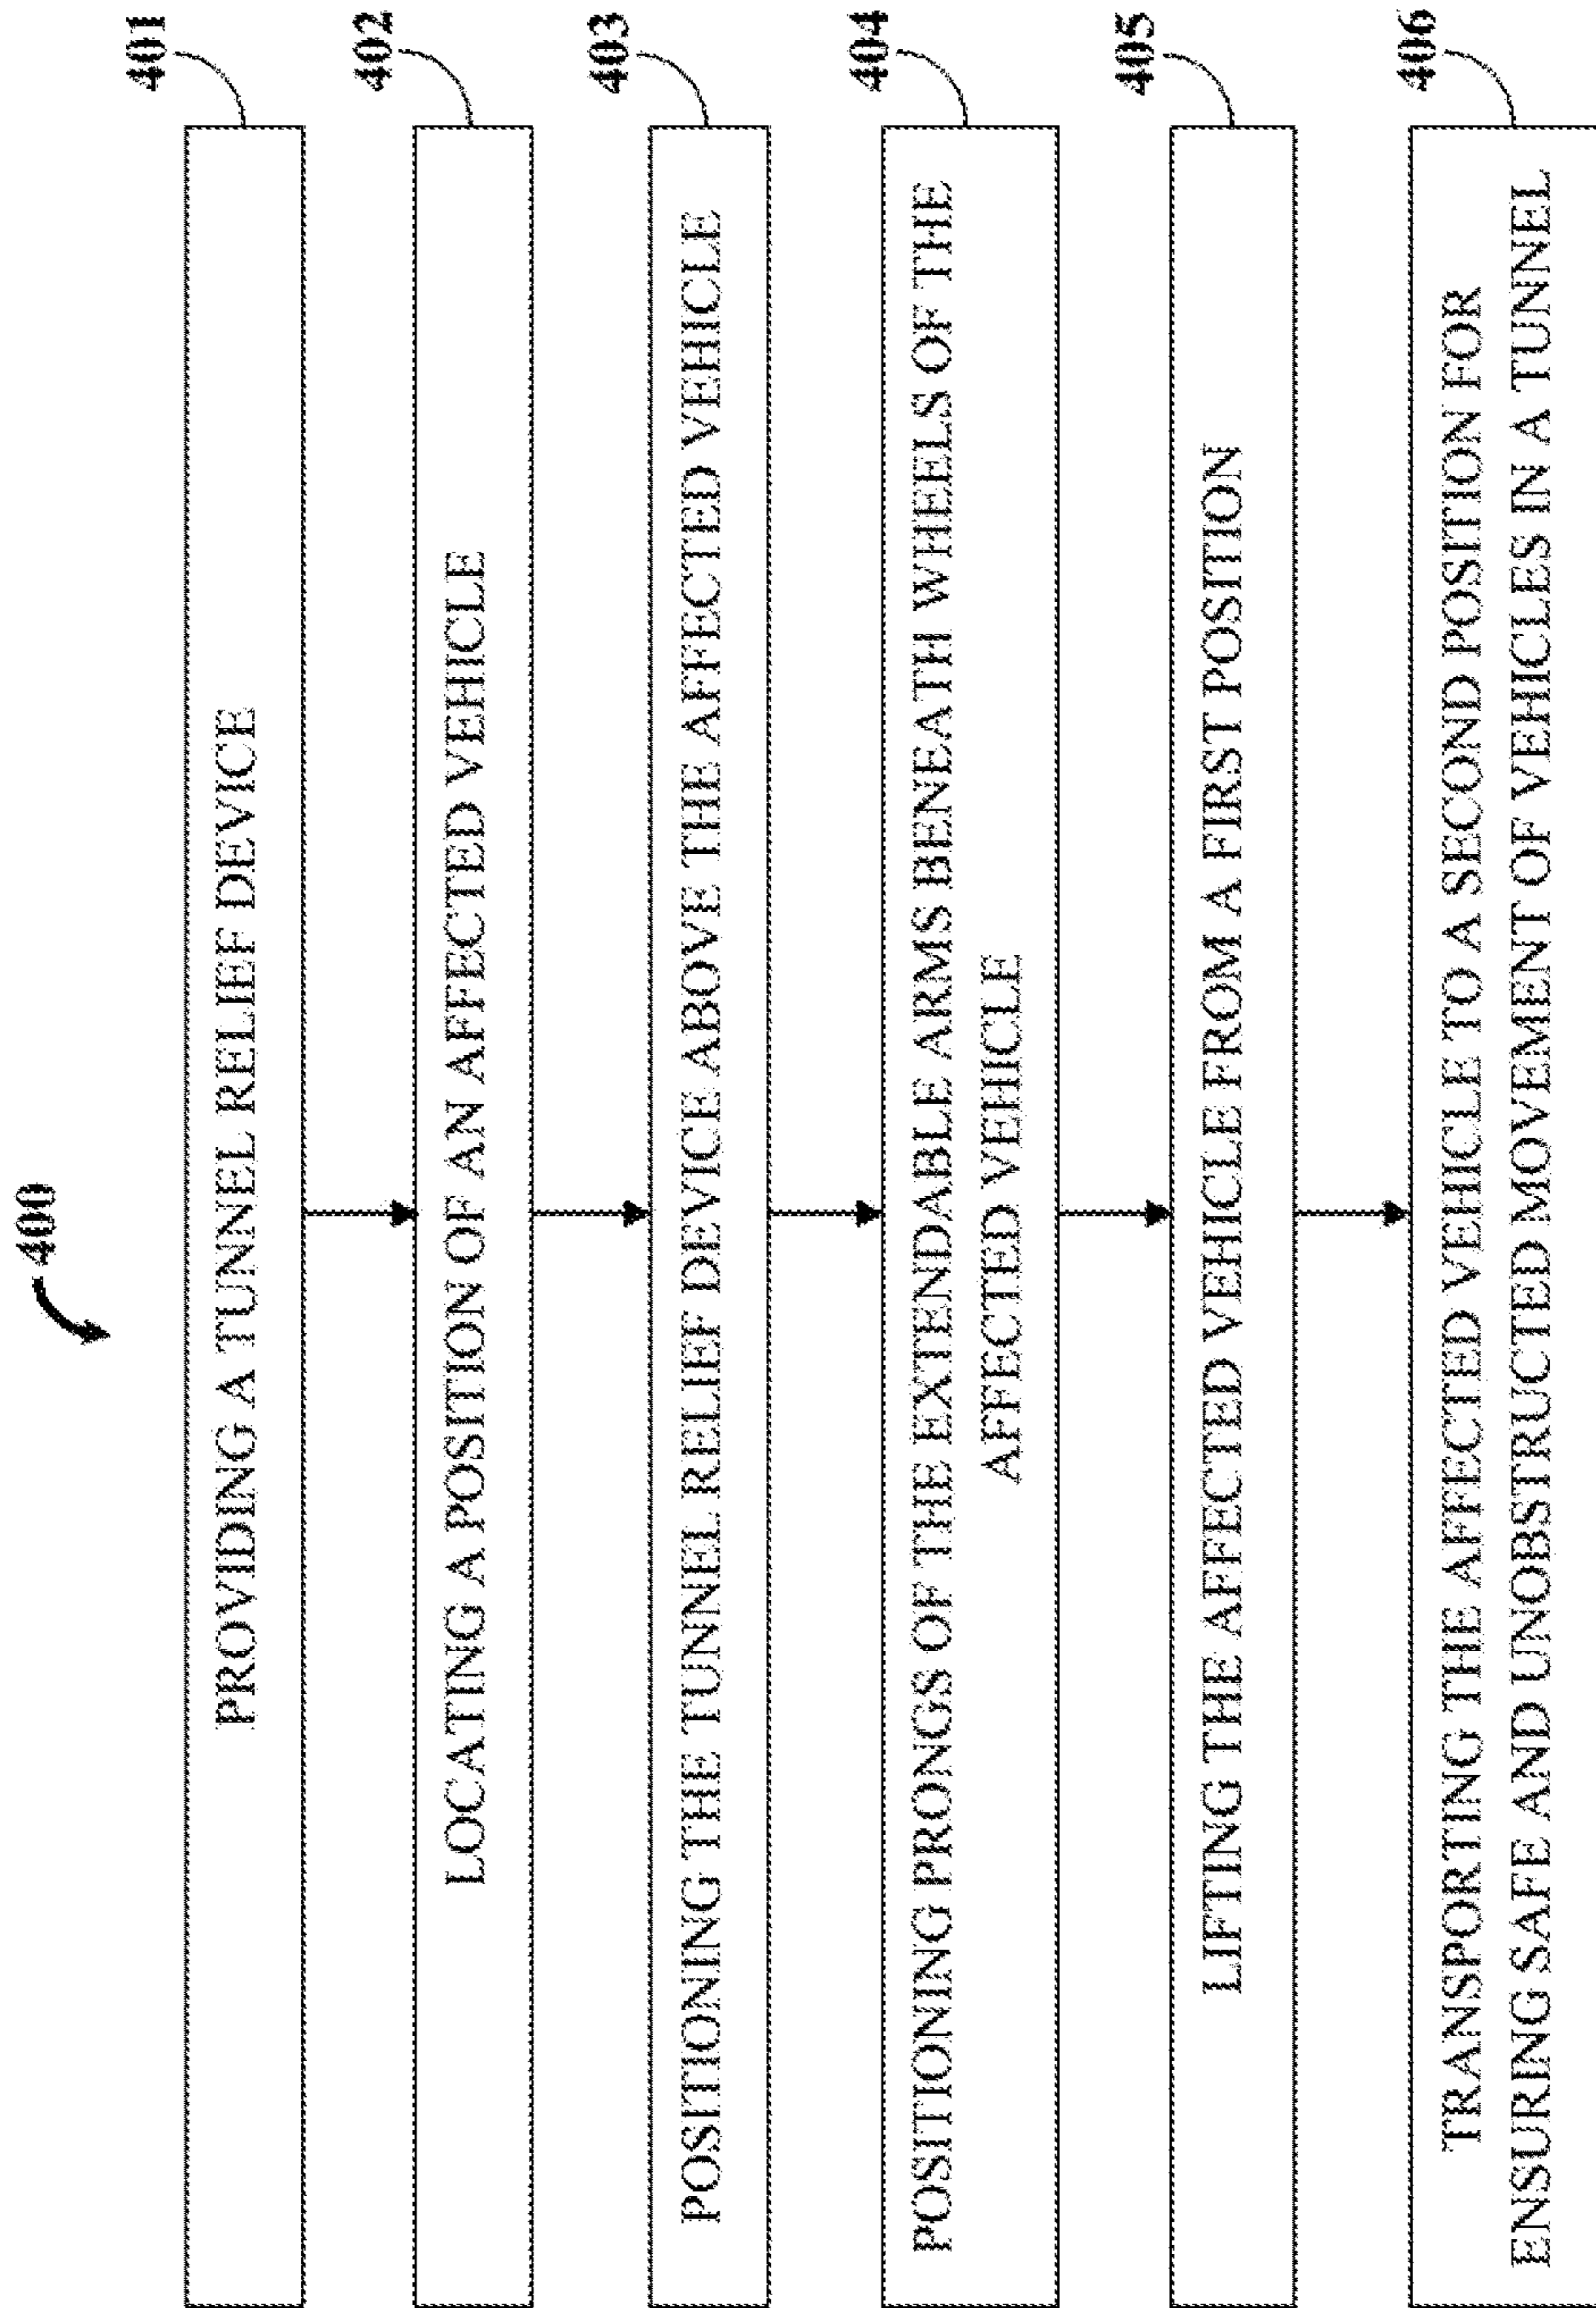 400
401
PROVIDING A TUNNEL RELIEF DEVICE
402
LOCATING A POSITION OF AN AFFECTED VEHICLE
403
POSITIONING THE TUNNEL RELIEF DEVICE ABOVE THE AFFECTED VEHICLE
404
POSITIONING PRONGS OF THE EXTENDABLE ARMS BENEATH WHEELS OF THE
AFFECTED VEHICLE
405
LIFTING THE AFFECTED VEHICLE FROM A FIRST POSITION
406
TRANSPORTING THE AFFECTED VEHICLE TO A SECOND POSITION FOR
ENSURING SAFE AND UNOBSTRUCTED MOVEMENT OF VEHICLES IN A TUNNEL